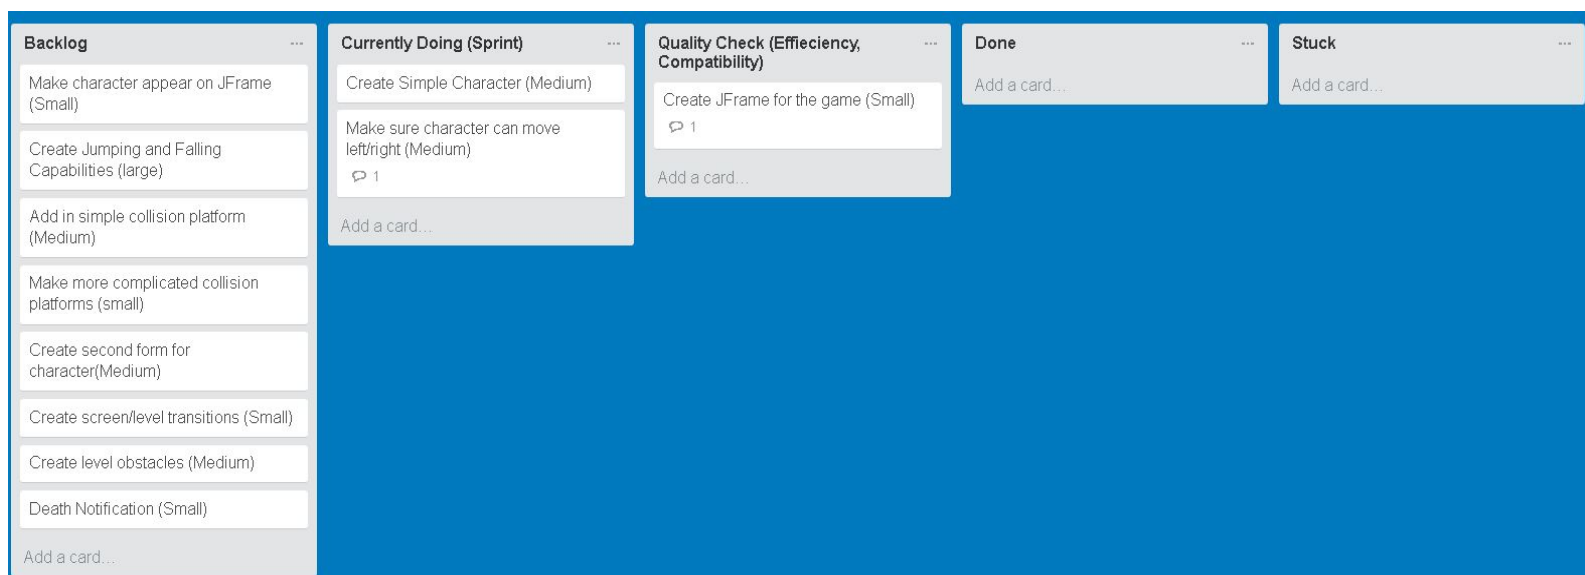 Backlog
Make character appear on JFrame
(Small)
Create Jumping and Falling
Capabilities (large)
Add in simple collision platform
(Medium)
Make more complicated collision
platforms (small)
Create second form for
character(Medium)
Create screen/level transitions (Small)
Create level obstacles (Medium)
Death Notification (Small)
Add a card...
Currently Doing (Sprint)
Create Simple Character (Medium)
Make sure character can move
left/right (Medium)
1
Add a card...
Quality Check (Effieciency,
Compatibility)
Create JFrame for the game (Small)
1
Add a card...
Done
Add a card...
Stuck
Add a card...